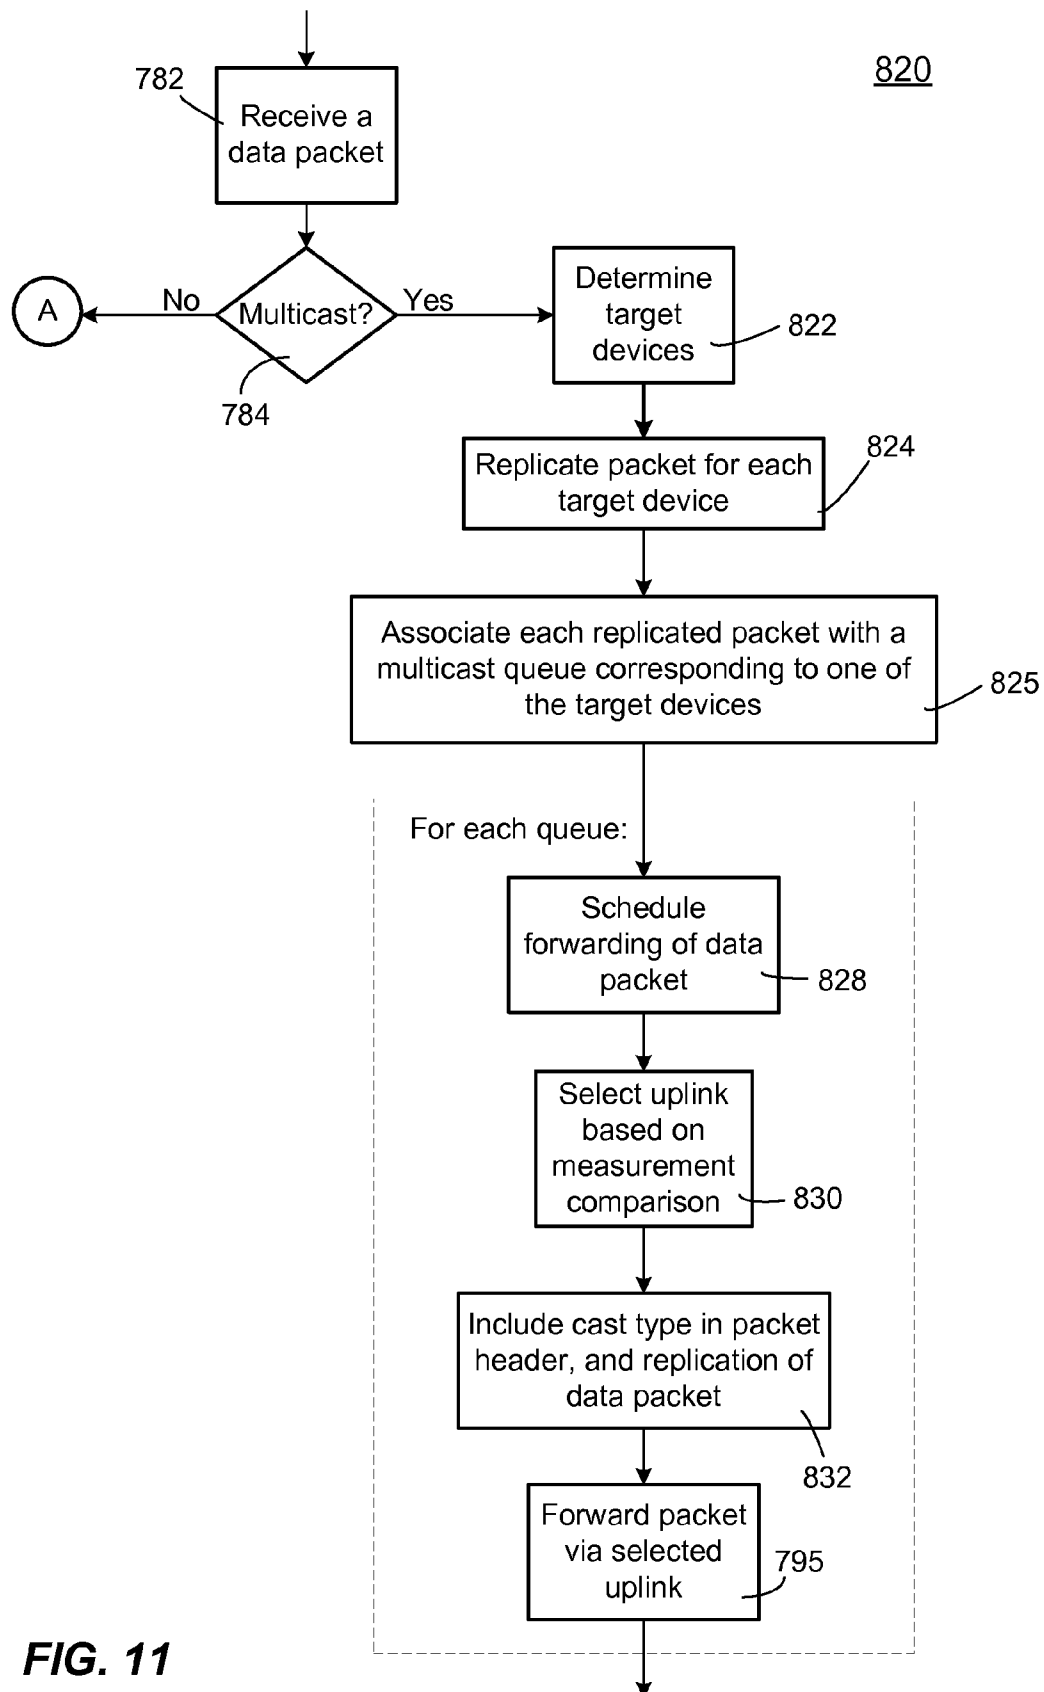 820
782
Receive a
data packet
A
No
Multicast?
Yes
784
Determine
target
devices
822
Replicate packet for each
target device
824
Associate each replicated packet with a
multicast queue corresponding to one of
the target devices
825
For each queue:
Schedule
forwarding of data
packet
828
Select uplink
based on
measurement
comparison
830
Include cast type in packet
header, and replication of
data packet
832
Forward packet
via selected
uplink
795
FIG. 11